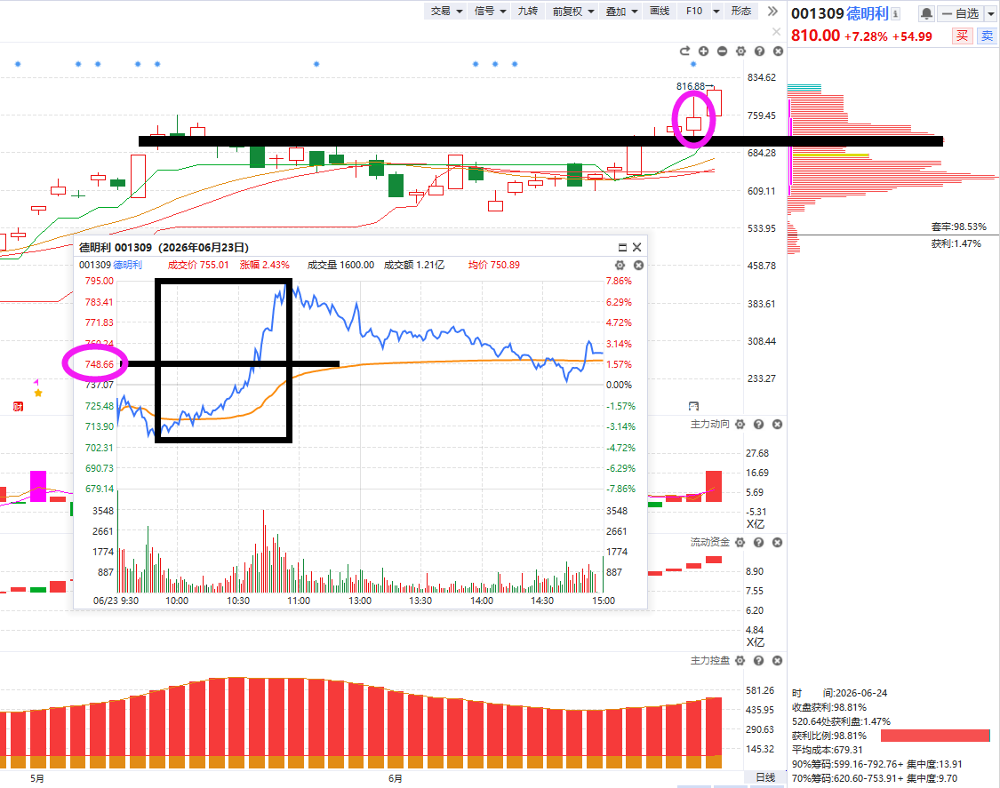 交易 信号 九转 前复权 叠加 画线 F10 形态
001309 德明利
自选
810.00 +7.28% +54.99 买 卖
834.62
816.88
759.45
684.28
609.11
533.95
458.78
383.61
308.44
233.27
套牢:98.53%
获利:1.47%
德明利 001309 (2026年06月23日)
001309 德明利 成交价 755.01 涨幅 2.43% 成交量 1600.00 成交额 1.21亿 均价 750.89
795.00 7.86%
783.41 6.29%
771.83 4.72%
3.14%
748.66 1.57%
737.07 0.00%
725.48 -1.57%
713.90 -3.14%
702.31 -4.72%
690.73 -6.29%
679.14 -7.86%
3548 3548
2661 2661
1774 1774
887 887
06/23 9:30 10:00 10:30 11:00 13:00 13:30 14:00 14:30 15:00
财
主力动向
27.68
16.69
5.69
-5.31
X亿
流动资金
8.90
7.55
6.20
4.84
X亿
主力控盘
581.26
435.95
290.63
145.32
5月 6月 日线
时 间:2026-06-24
收盘获利:98.81%
520.64处获利盘:1.47%
获利比例:98.81%
平均成本:679.31
90%筹码:599.16-792.76+ 集中度:13.91
70%筹码:620.60-753.91+ 集中度:9.70